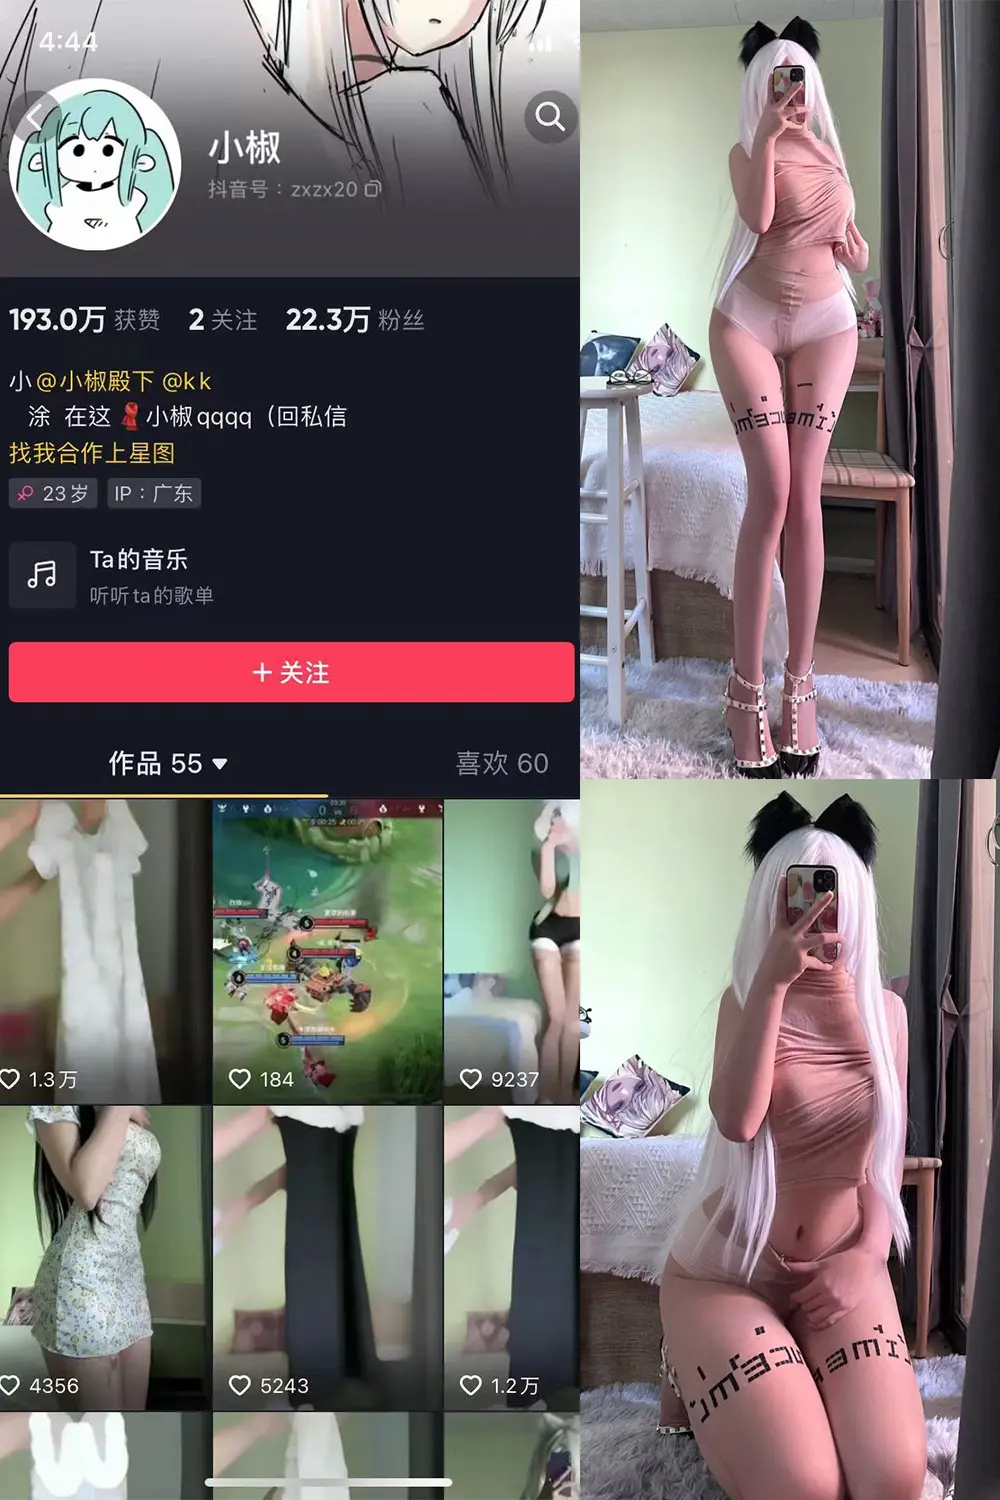 4:44
小椒
抖音号：zxzx20
193.0万 获赞 2 关注 22.3万 粉丝
小@小椒殿下 @kk
涂 在这 小椒qqqq（回私信
找我合作上星图
23岁 IP：广东
Ta的音乐
听听ta的歌单
+ 关注
作品 55 喜欢 60
1.3万 184 9237
4356 5243 1.2万